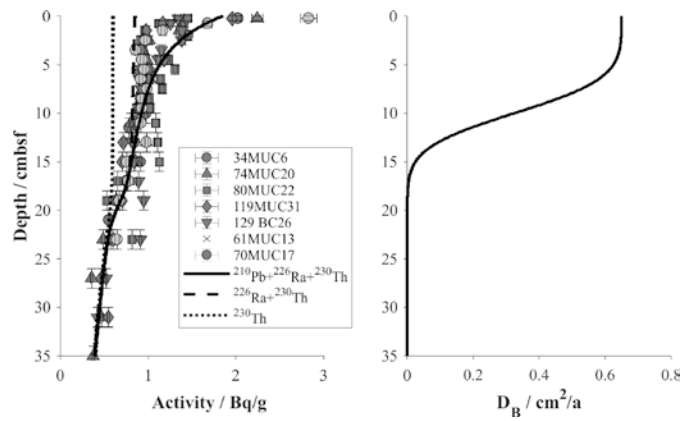 0
5
10
15
20
25
30
35
Depth / cmbsf
34MUC6
74MUC20
80MUC22
119MUC31
129 BC26
61MUC13
70MUC17
²¹⁰Pb+²²⁶Ra+²³⁰Th
²²⁶Ra+²³⁰Th
²³⁰Th
0 1 2 3
Activity / Bq/g
0
5
10
15
20
25
30
35
0 0.2 0.4 0.6 0.8
D_B / cm²/a